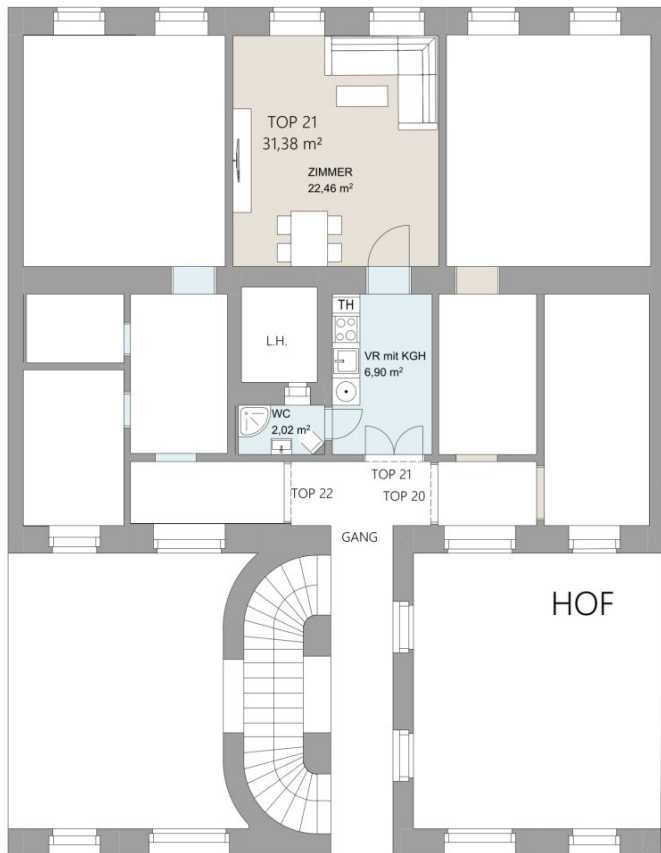 TOP 21
31,38 m²
ZIMMER
22,46 m²
TH
L.H.
VR mit KGH
6,90 m²
WC
2,02 m²
TOP 21
TOP 22
TOP 20
GANG
HOF